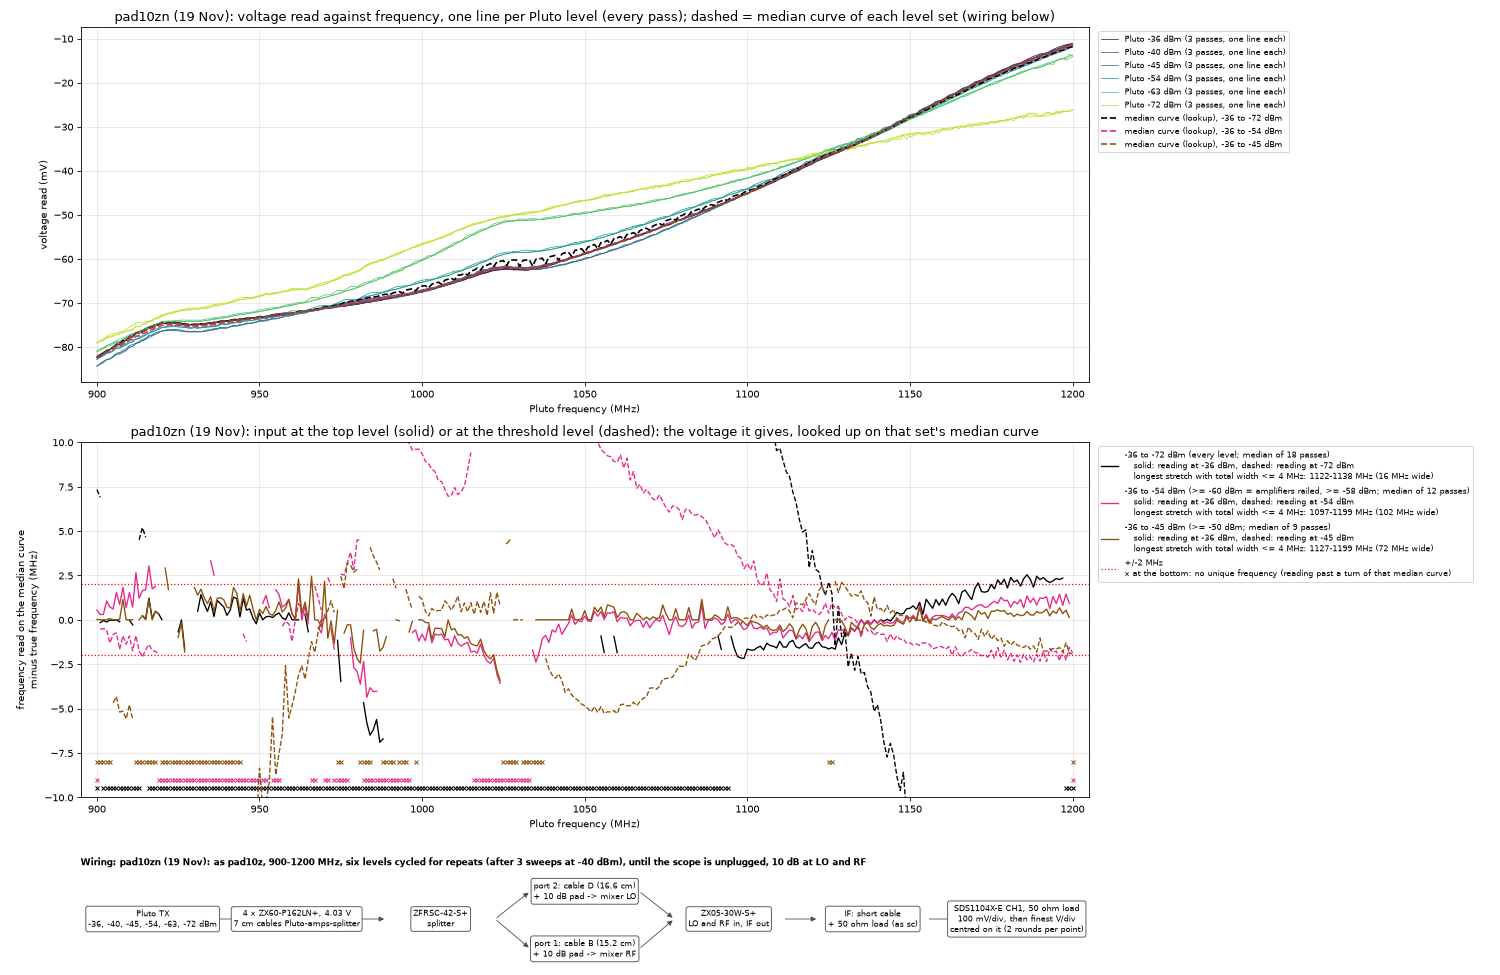 pad10zn (19 Nov): voltage read against frequency, one line per Pluto level (every pass); dashed = median curve of each level set (wiring below)
−10
−20
−30
−40
−50
−60
−70
−80
voltage read (mV)
900
950
1000
1050
1100
1150
1200
Pluto frequency (MHz)
Pluto -36 dBm (3 passes, one line each)
Pluto -40 dBm (3 passes, one line each)
Pluto -45 dBm (3 passes, one line each)
Pluto -54 dBm (3 passes, one line each)
Pluto -63 dBm (3 passes, one line each)
Pluto -72 dBm (3 passes, one line each)
median curve (lookup), -36 to -72 dBm
median curve (lookup), -36 to -54 dBm
median curve (lookup), -36 to -45 dBm
pad10zn (19 Nov): input at the top level (solid) or at the threshold level (dashed): the voltage it gives, looked up on that set's median curve
10.0
7.5
5.0
2.5
0.0
−2.5
−5.0
−7.5
−10.0
frequency read on the median curve
minus true frequency (MHz)
900
950
1000
1050
1100
1150
1200
Pluto frequency (MHz)
-36 to -72 dBm (every level; median of 18 passes)
solid: reading at -36 dBm, dashed: reading at -72 dBm
longest stretch with total width <= 4 MHz: 1122-1138 MHz (16 MHz wide)
-36 to -54 dBm (>= -60 dBm = amplifiers railed, >= -58 dBm; median of 12 passes)
solid: reading at -36 dBm, dashed: reading at -54 dBm
longest stretch with total width <= 4 MHz: 1097-1199 MHz (102 MHz wide)
-36 to -45 dBm (>= -50 dBm; median of 9 passes)
solid: reading at -36 dBm, dashed: reading at -45 dBm
longest stretch with total width <= 4 MHz: 1127-1199 MHz (72 MHz wide)
+/-2 MHz
x at the bottom: no unique frequency (reading past a turn of that median curve)
Wiring: pad10zn (19 Nov): as pad10z, 900-1200 MHz, six levels cycled for repeats (after 3 sweeps at -40 dBm), until the scope is unplugged, 10 dB at LO and RF
Pluto TX
-36, -40, -45, -54, -63, -72 dBm
4 x ZX60-P162LN+, 4.03 V
7 cm cables Pluto-amps-splitter
ZFRSC-42-S+
splitter
port 2: cable D (16.6 cm)
+ 10 dB pad -> mixer LO
port 1: cable B (15.2 cm)
+ 10 dB pad -> mixer RF
ZX05-30W-S+
LO and RF in, IF out
IF: short cable
+ 50 ohm load (as sc)
SDS1104X-E CH1, 50 ohm load
100 mV/div, then finest V/div
centred on it (2 rounds per point)